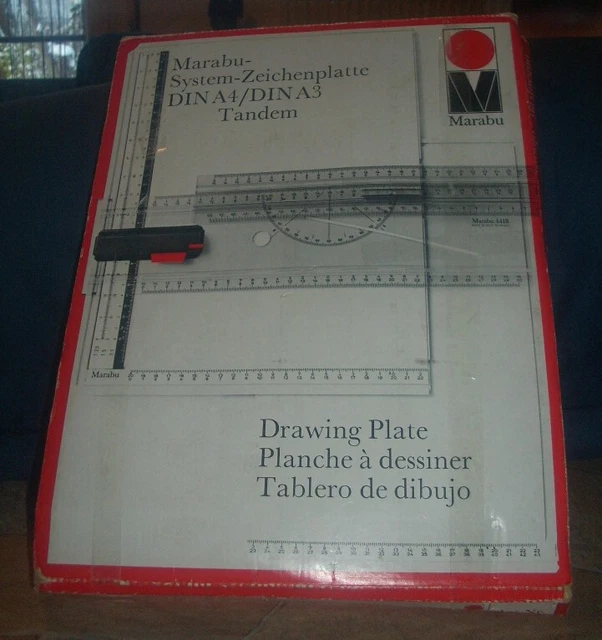 Marabu-
System-Zeichenplatte
DIN A4/DIN A3
Tandem
Marabu
Marabu
Drawing Plate
Planche à dessiner
Tablero de dibujo